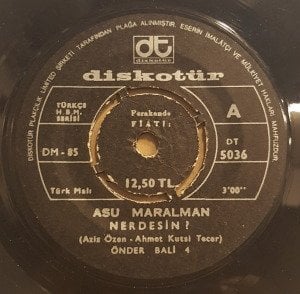 DİSKOTÜR PLAKÇILIK LİMİTED ŞİRKETİ TARAFINDAN PLAĞA ALINMIŞTIR. ESERİN İMALATÇI VE MÜLKİYET HAKLARI MAHFUZDUR.
dt
diskotür
diskotür
TÜRKÇE
H.B.M.
SERİSİ
Perakende
FİATI:
A
DM - 85
DT
5036
12,50 TL.
Türk Malı
3'00''
ASU MARALMAN
NERDESİN?
(Aziz Özen - Ahmet Kutsi Tecer)
ÖNDER BALİ 4